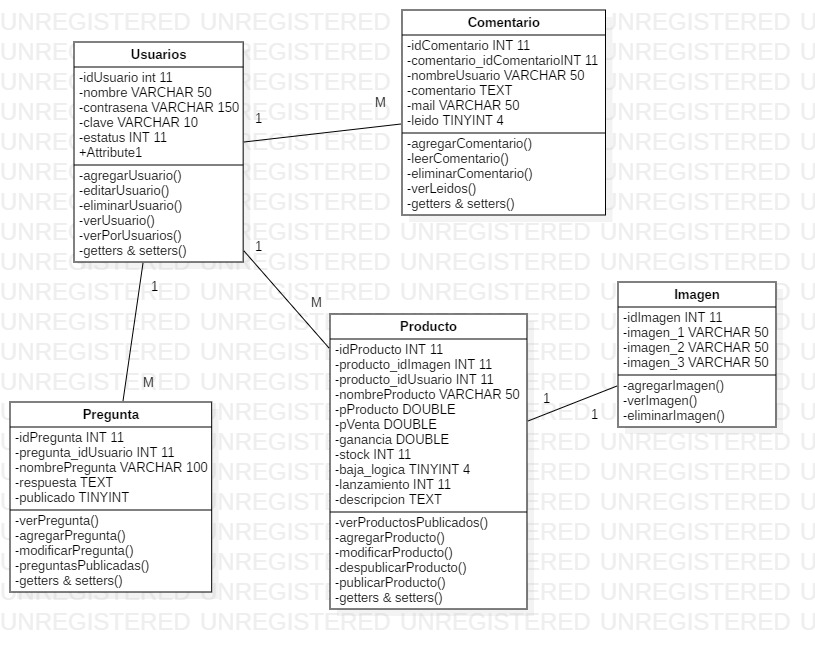 Usuarios
-idUsuario int 11
-nombre VARCHAR 50
-contrasena VARCHAR 150
-clave VARCHAR 10
-estatus INT 11
+Attribute1
-agregarUsuario()
-editarUsuario()
-eliminarUsuario()
-verUsuario()
-verPorUsuarios()
-getters & setters()
1
M
Comentario
-idComentario INT 11
-comentario_idComentarioINT 11
-nombreUsuario VARCHAR 50
-comentario TEXT
-mail VARCHAR 50
-leido TINYINT 4
-agregarComentario()
-leerComentario()
-eliminarComentario()
-verLeidos()
-getters & setters()
1
M
1
M
Pregunta
-idPregunta INT 11
-pregunta_idUsuario INT 11
-nombrePregunta VARCHAR 100
-respuesta TEXT
-publicado TINYINT
-verPregunta()
-agregarPregunta()
-modificarPregunta()
-preguntasPublicadas()
-getters & setters()
Producto
-idProducto INT 11
-producto_idImagen INT 11
-producto_idUsuario INT 11
-nombreProducto VARCHAR 50
-pProducto DOUBLE
-pVenta DOUBLE
-ganancia DOUBLE
-stock INT 11
-baja_logica TINYINT 4
-lanzamiento INT 11
-descripcion TEXT
-verProductosPublicados()
-agregarProducto()
-modificarProducto()
-despublicarProducto()
-publicarProducto()
-getters & setters()
1
1
Imagen
-idImagen INT 11
-imagen_1 VARCHAR 50
-imagen_2 VARCHAR 50
-imagen_3 VARCHAR 50
-agregarImagen()
-verImagen()
-eliminarImagen()
UNREGISTERED